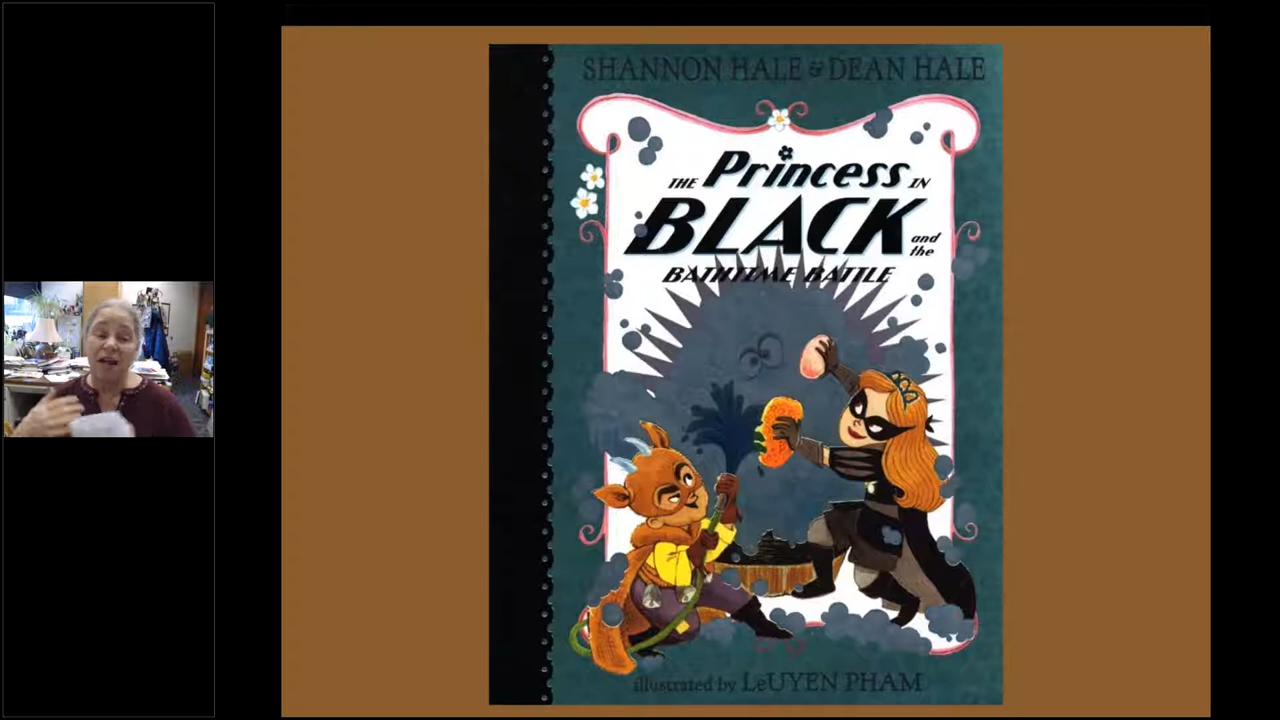 SHANNON HALE & DEAN HALE
THE Princess IN
BLACK and the
BATHTIME BATTLE
illustrated by LeUYEN PHAM